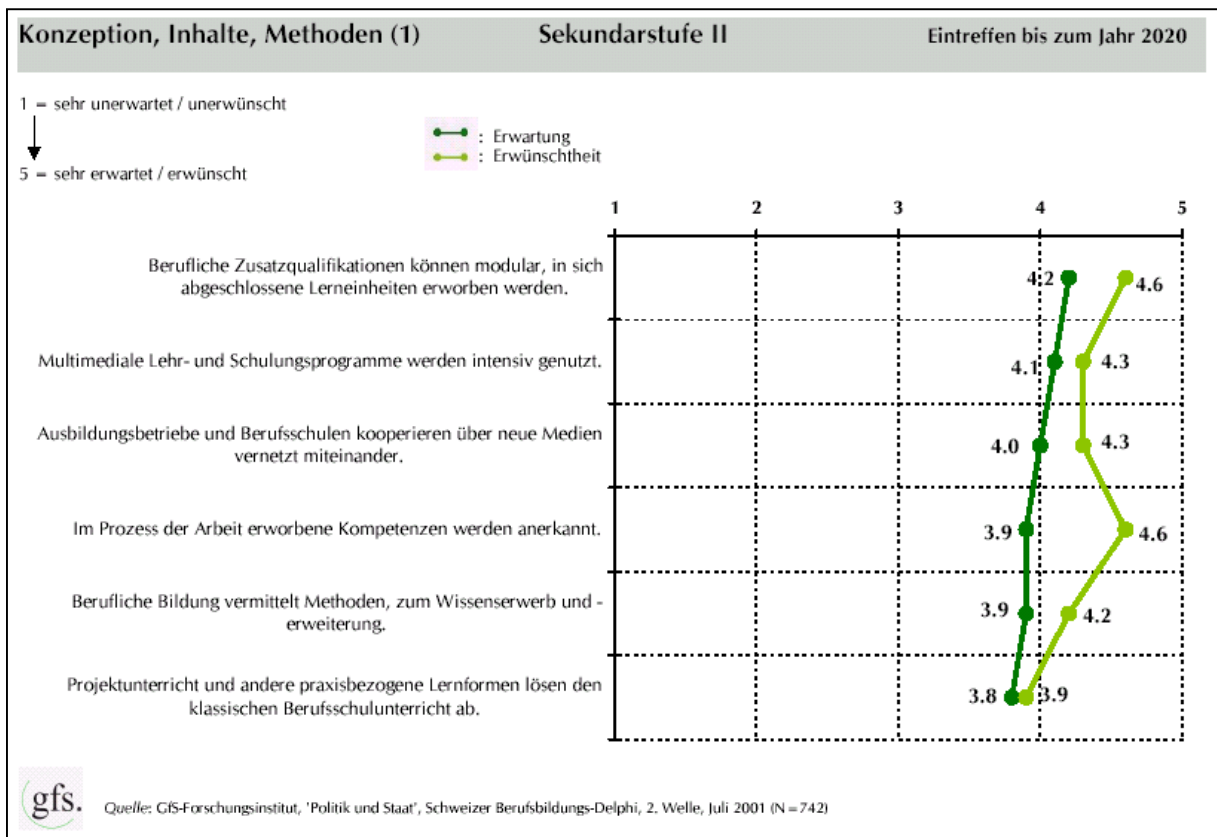 Konzeption, Inhalte, Methoden (1) Sekundarstufe II Eintreffen bis zum Jahr 2020
1 = sehr unerwartet / unerwünscht
: Erwartung
: Erwünschtheit
5 = sehr erwartet / erwünscht
1 2 3 4 5
Berufliche Zusatzqualifikationen können modular, in sich
abgeschlossene Lerneinheiten erworben werden.
4.2 4.6
Multimediale Lehr- und Schulungsprogramme werden intensiv genutzt.
4.1 4.3
Ausbildungsbetriebe und Berufsschulen kooperieren über neue Medien
vernetzt miteinander.
4.0 4.3
Im Prozess der Arbeit erworbene Kompetenzen werden anerkannt.
3.9 4.6
Berufliche Bildung vermittelt Methoden, zum Wissenserwerb und -
erweiterung.
3.9 4.2
Projektunterricht und andere praxisbezogene Lernformen lösen den
klassischen Berufsschulunterricht ab.
3.8 3.9
gfs.
Quelle: GfS-Forschungsinstitut, 'Politik und Staat', Schweizer Berufsbildungs-Delphi, 2. Welle, Juli 2001 (N=742)